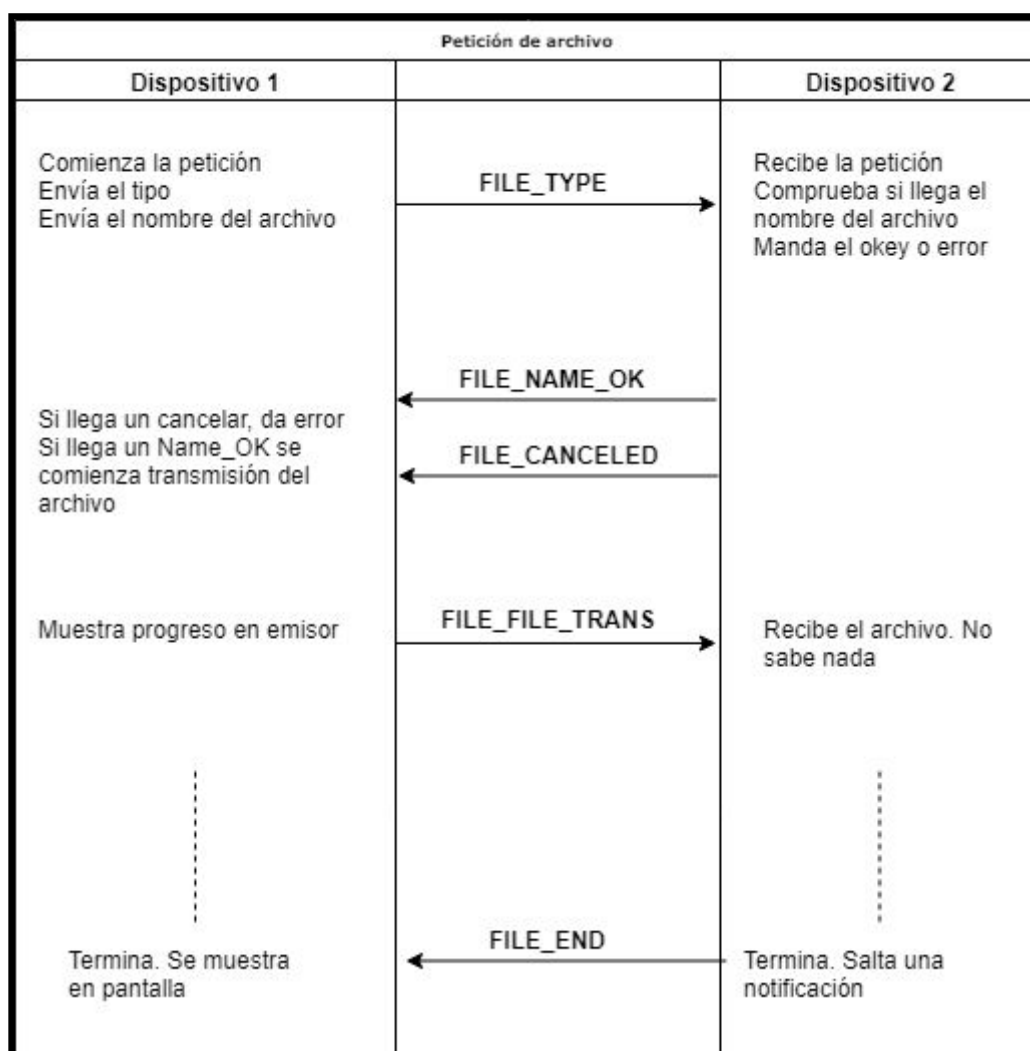 Petición de archivo
Dispositivo 1
Dispositivo 2
Comienza la petición
Envía el tipo
Envía el nombre del archivo
FILE_TYPE
Recibe la petición
Comprueba si llega el
nombre del archivo
Manda el okey o error
FILE_NAME_OK
FILE_CANCELED
Si llega un cancelar, da error
Si llega un Name_OK se
comienza transmisión del
archivo
Muestra progreso en emisor
FILE_FILE_TRANS
Recibe el archivo. No
sabe nada
FILE_END
Termina. Se muestra
en pantalla
Termina. Salta una
notificación